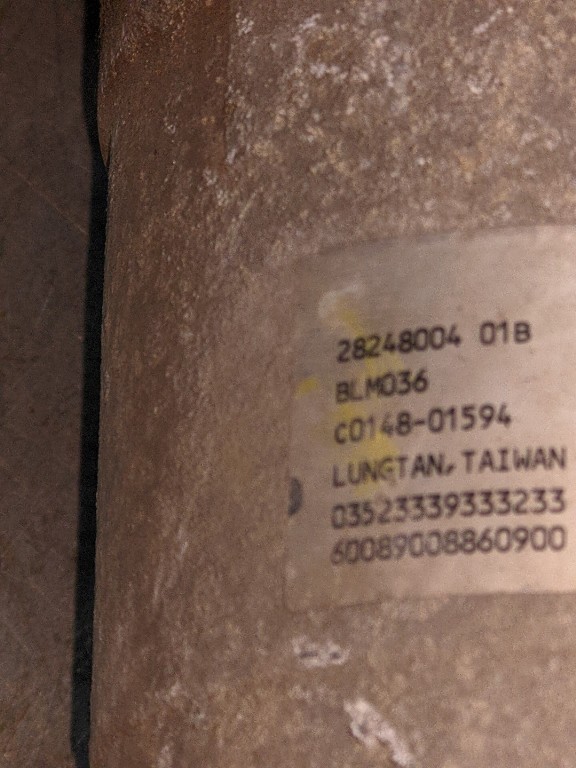 28248004 01B
BLM036
C0148-01594
LUNGTAN, TAIWAN
03523339333233
60089008860900